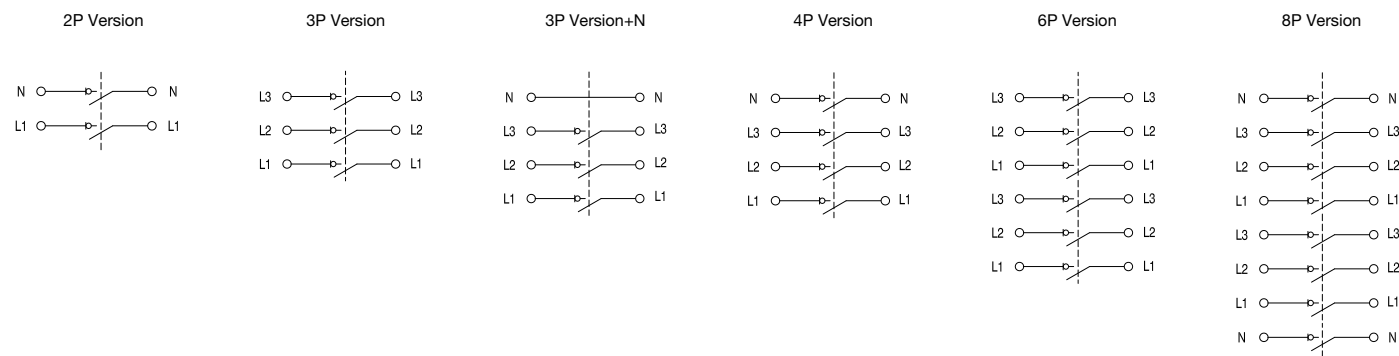 2P Version
N N
L1 L1
3P Version
L3 L3
L2 L2
L1 L1
3P Version+N
N N
L3 L3
L2 L2
L1 L1
4P Version
N N
L3 L3
L2 L2
L1 L1
6P Version
L3 L3
L2 L2
L1 L1
L3 L3
L2 L2
L1 L1
8P Version
N N
L3 L3
L2 L2
L1 L1
L3 L3
L2 L2
L1 L1
N N